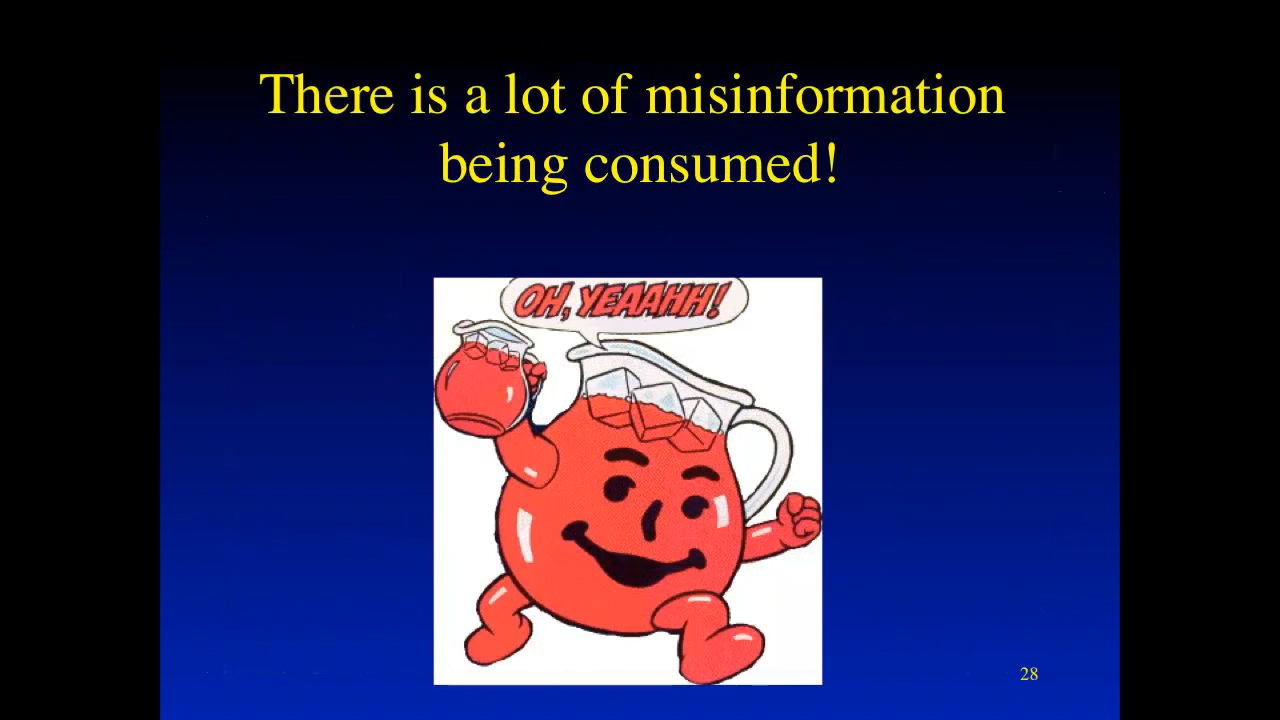 There is a lot of misinformation
being consumed!
OH, YEAAHH!
28